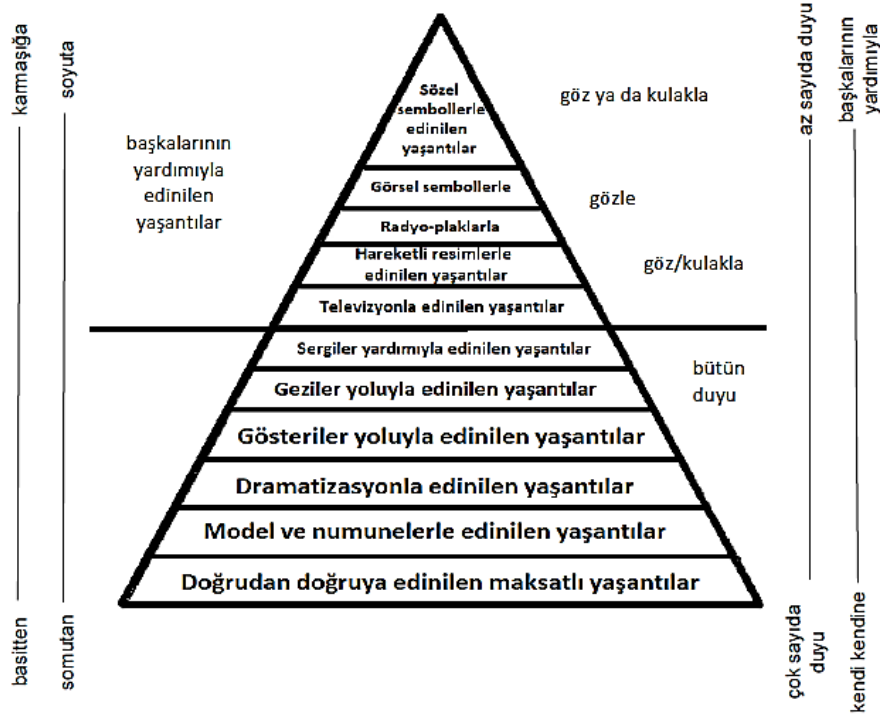 karmaşığa
soyuta
az sayıda duyu
başkalarının
yardımıyla
Sözel
sembollerle
edinilen
yaşantılar
göz ya da kulakla
başkalarının
yardımıyla
edinilen
yaşantılar
Görsel sembollerle
gözle
Radyo-plaklarla
Hareketli resimlerle
edinilen yaşantılar
göz/kulakla
Televizyonla edinilen yaşantılar
Sergiler yardımıyla edinilen yaşantılar
bütün
duyu
Geziler yoluyla edinilen yaşantılar
Gösteriler yoluyla edinilen yaşantılar
Dramatizasyonla edinilen yaşantılar
Model ve numunelerle edinilen yaşantılar
Doğrudan doğruya edinilen maksatlı yaşantılar
basitten
somutan
çok sayıda
duyu
kendi kendine